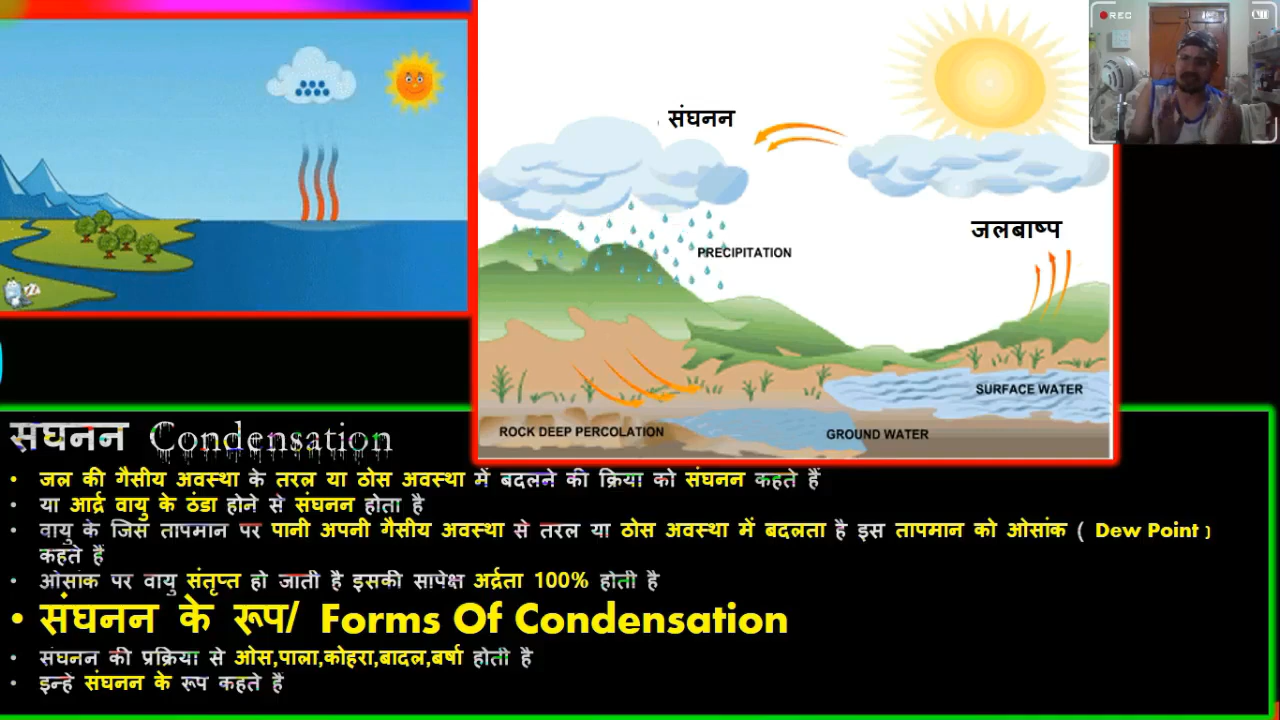 REC
संघनन
जलबाष्प
PRECIPITATION
SURFACE WATER
ROCK DEEP PERCOLATION
GROUND WATER
संघनन Condensation
• जल की गैसीय अवस्था के तरल या ठोस अवस्था में बदलने की क्रिया को संघनन कहते हैं
• या आर्द्र वायु के ठंडा होने से संघनन होता है
• वायु के जिस तापमान पर पानी अपनी गैसीय अवस्था से तरल या ठोस अवस्था में बदलता है इस तापमान को ओसांक ( Dew Point )
कहते हैं
• ओसांक पर वायु संतृप्त हो जाती है इसकी सापेक्ष अर्द्रता 100% होती है
• संघनन के रूप/ Forms Of Condensation
• संघनन की प्रक्रिया से ओस,पाला,कोहरा,बादल,बर्षा होती है
• इन्हे संघनन के रूप कहते हैं